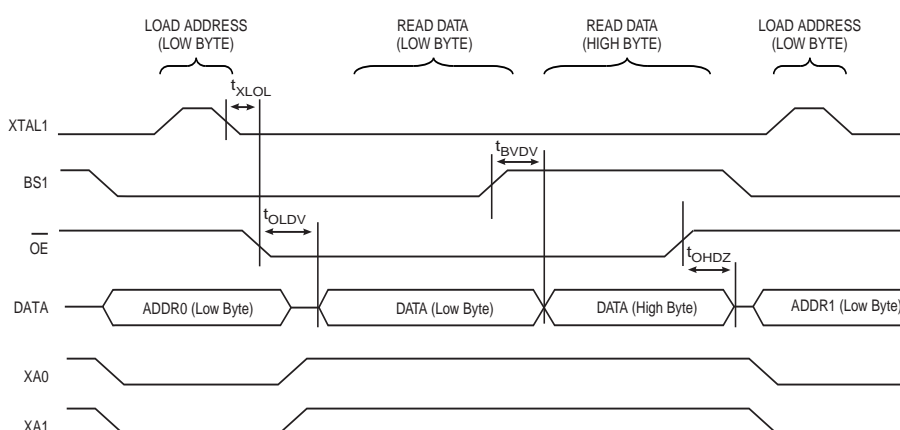 LOAD ADDRESS
(LOW BYTE)
READ DATA
(LOW BYTE)
READ DATA
(HIGH BYTE)
LOAD ADDRESS
(LOW BYTE)
tXLOL
XTAL1
tBVDV
BS1
tOLDV
OE
tOHDZ
DATA
ADDR0 (Low Byte)
DATA (Low Byte)
DATA (High Byte)
ADDR1 (Low Byte)
XA0
XA1